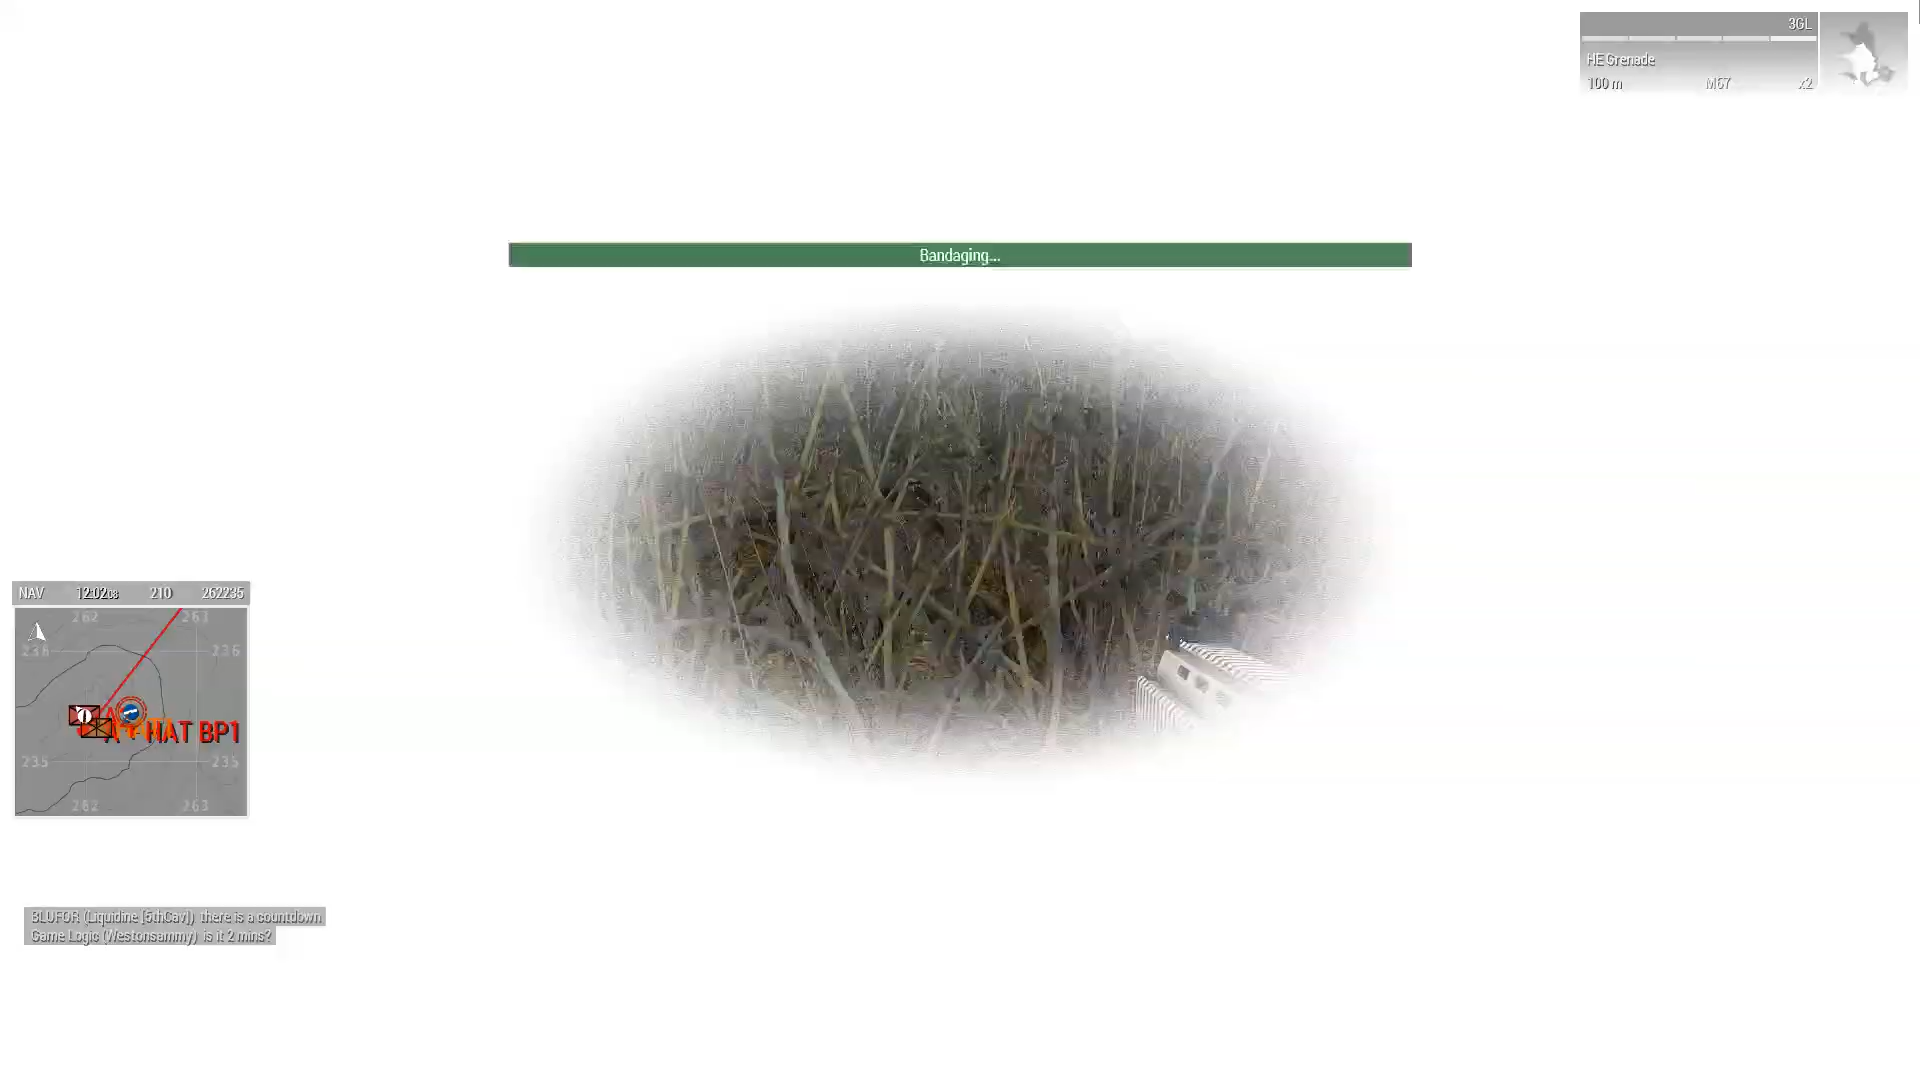 3GL
HE Grenade
100 m M67 x2
Bandaging...
NAV 12:02:08 210 262235
262 263
236 236
A+HAT BP1
235 235
262 263
BLUFOR (Liquidine [5thCav]) there is a countdown
Game Logic (Westonsammy) is it 2 mins?